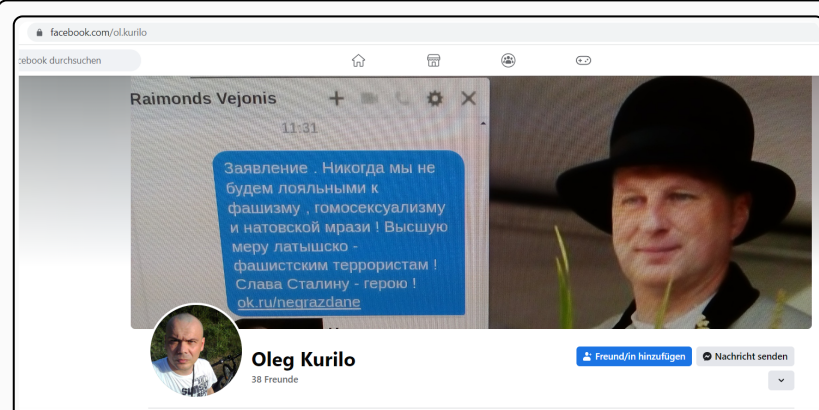 facebook.com/ol.kurilo
cebook durchsuchen
Raimonds Vejonis
11:31
Заявление . Никогда мы не
будем лояльными к
фашизму , гомосексуализму
и натовской мрази ! Высшую
меру латышско -
фашистским террористам !
Слава Сталину - герою !
ok.ru/negrazdane
Oleg Kurilo
38 Freunde
Freund/in hinzufügen
Nachricht senden